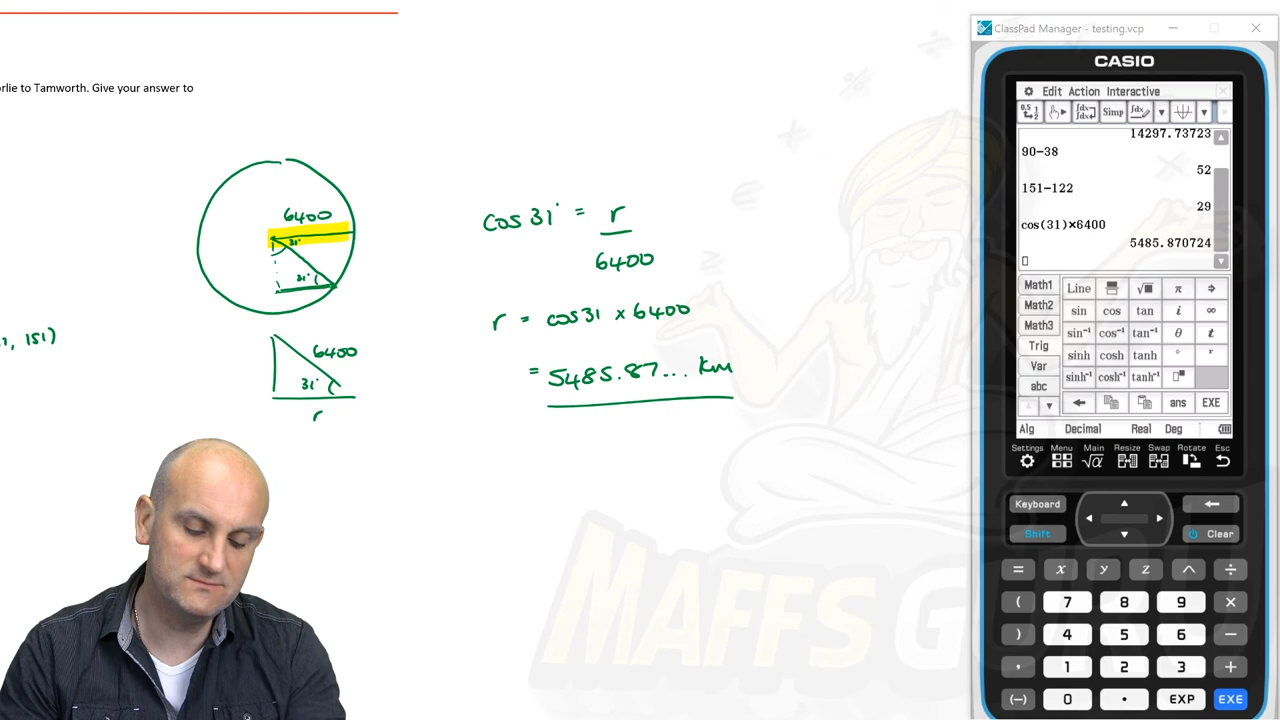 ClassPad Manager - testing.vcp
CASIO
Edit Action Interactive
Simp
rlie to Tamworth. Give your answer to
14297.73723
90-38
52
151-122
29
cos(31)×6400
5485.870724
6400
31°
31°
cos 31° = r
6400
r = cos31 × 6400
= 5485.87... km
, 151)
6400
31°
r
Math1 Line √■ π ⇒
Math2 sin cos tan i ∞
Math3 sin⁻¹ cos⁻¹ tan⁻¹ θ t
Trig sinh cosh tanh ° r
Var sinh⁻¹ cosh⁻¹ tanh⁻¹
abc
ans EXE
Alg Decimal Real Deg
Settings Menu Main Resize Swap Rotate Esc
Keyboard
Shift Clear
= x y z ^ ÷
( 7 8 9 ×
) 4 5 6 −
, 1 2 3 +
(−) 0 . EXP EXE
MAFFS GURU